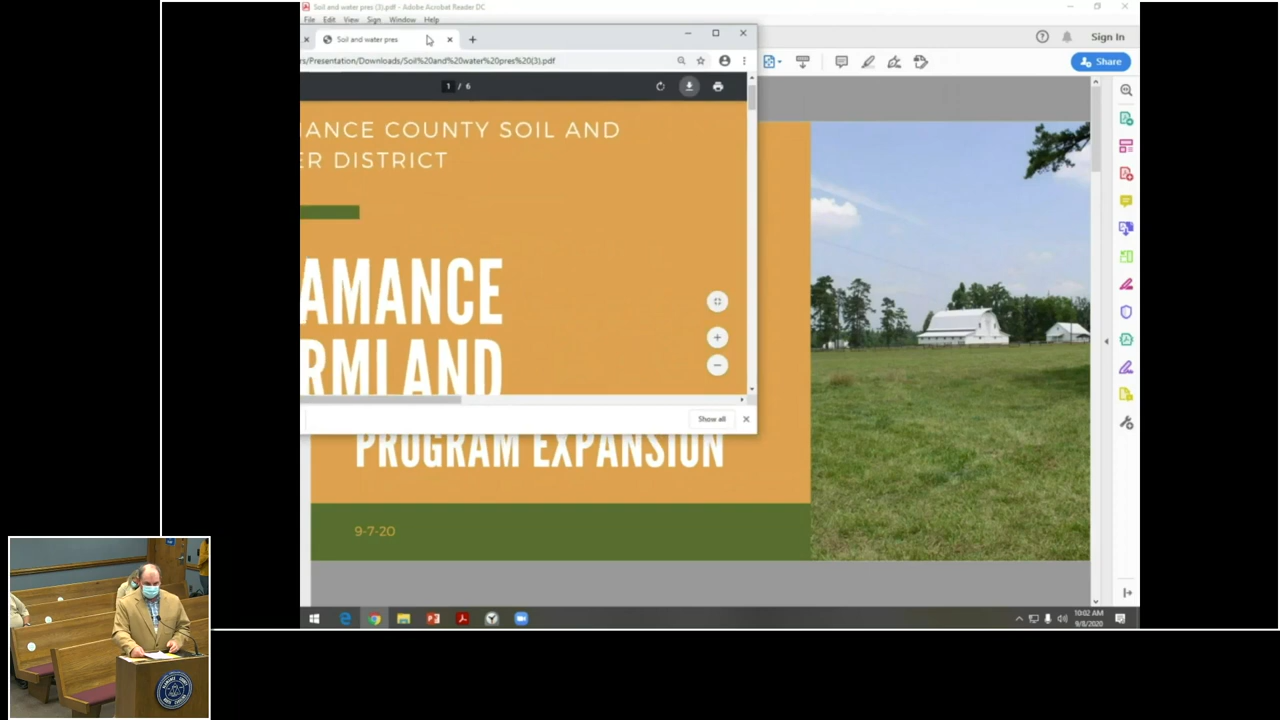 Soil and water pres (3).pdf - Adobe Acrobat Reader DC
File Edit View Sign Window Help
Soil and water pres
Sign In
rs/Presentation/Downloads/Soil%20and%20water%20pres%20(3).pdf
Share
1 / 6
MANCE COUNTY SOIL AND
ER DISTRICT
AMANCE
RMLAND
Show all
PROGRAM EXPANSION
9-7-20
10:02 AM
9/8/2020